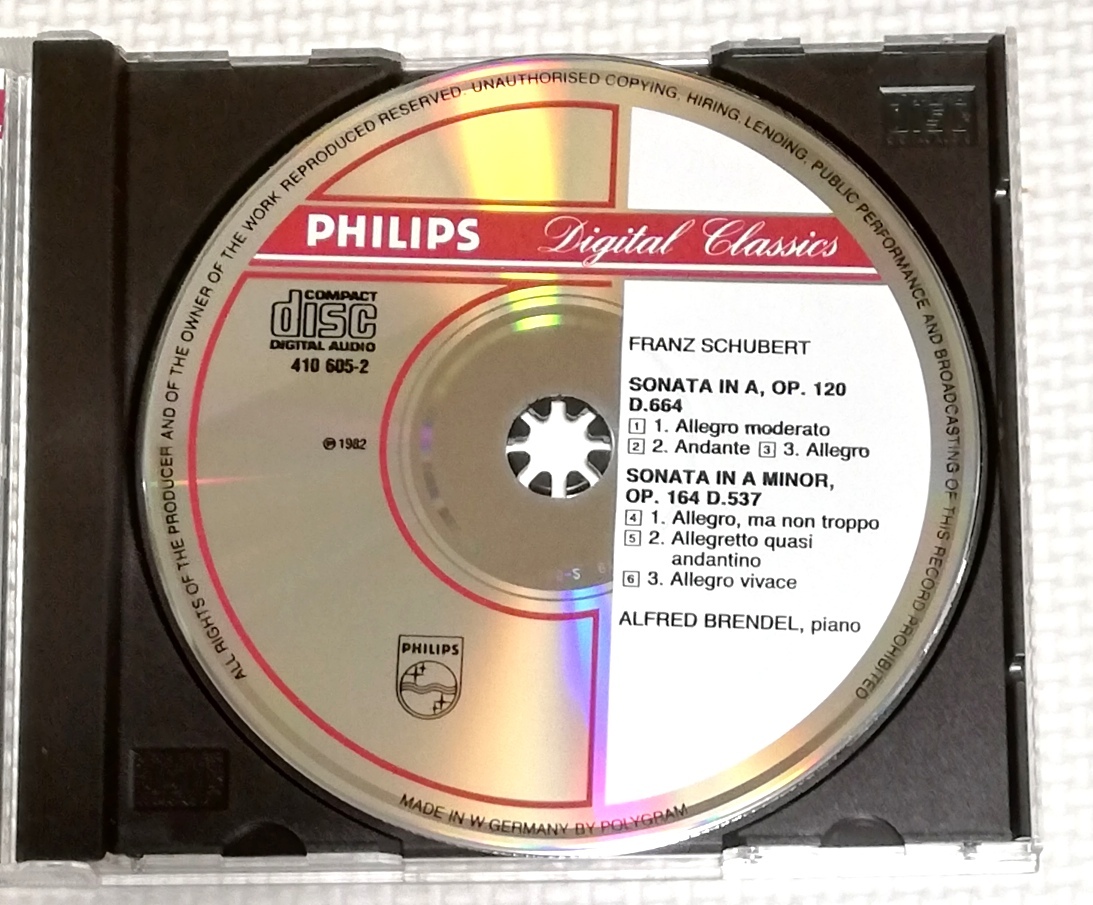 ALL RIGHTS OF THE PRODUCER AND OF THE OWNER OF THE WORK REPRODUCED RESERVED. UNAUTHORISED COPYING, HIRING, LENDING, PUBLIC PERFORMANCE AND BROADCASTING OF THIS RECORD PROHIBITED
PHILIPS Digital Classics
COMPACT
disc
DIGITAL AUDIO
410 605-2
℗ 1982
FRANZ SCHUBERT
SONATA IN A, OP. 120
D.664
1 1. Allegro moderato
2 2. Andante 3 3. Allegro
SONATA IN A MINOR,
OP. 164 D.537
4 1. Allegro, ma non troppo
5 2. Allegretto quasi
andantino
6 3. Allegro vivace
ALFRED BRENDEL, piano
PHILIPS
MADE IN W.GERMANY BY POLYGRAM